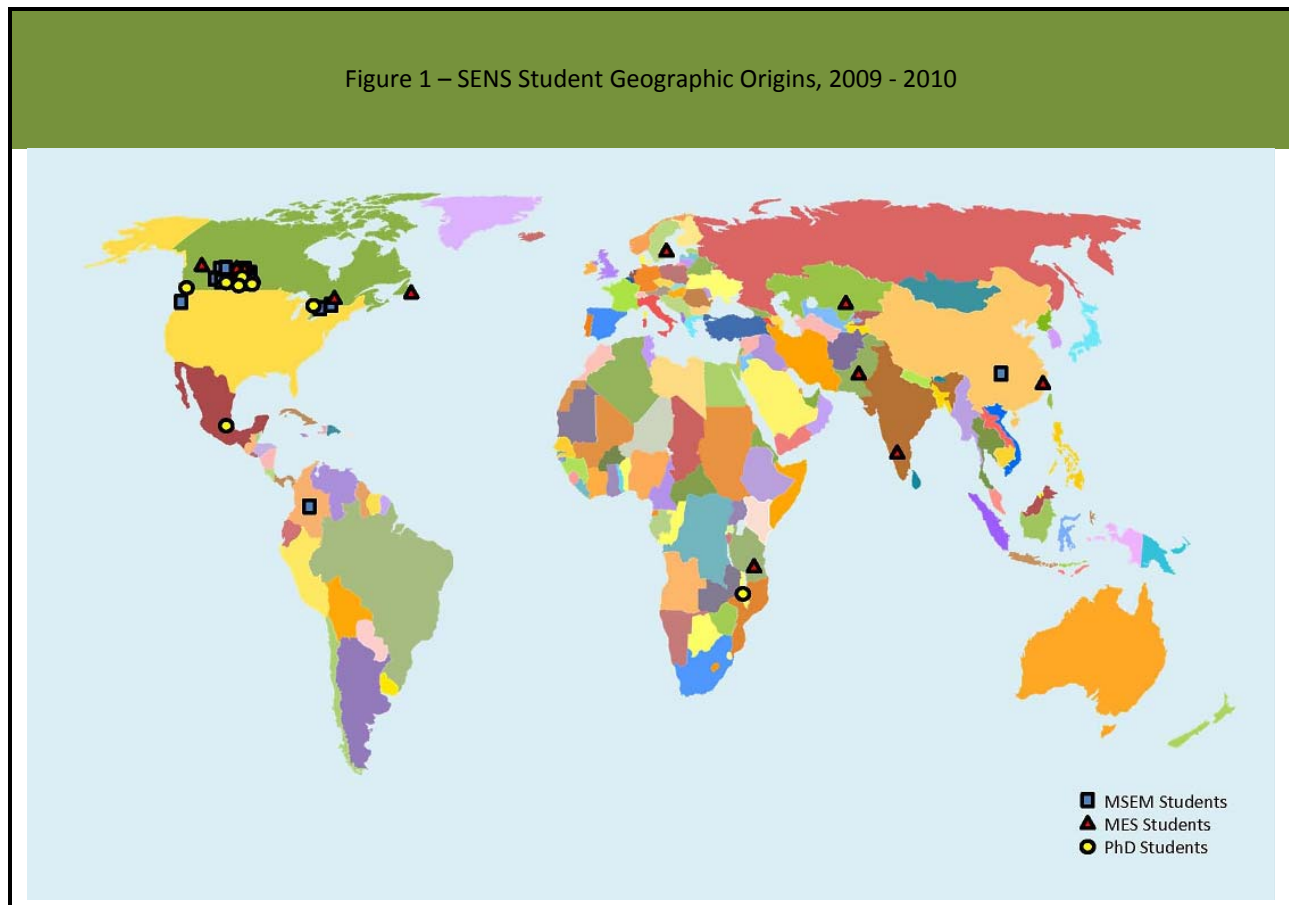 Figure 1 – SENS Student Geographic Origins, 2009 - 2010
MSEM Students
MES Students
PhD Students